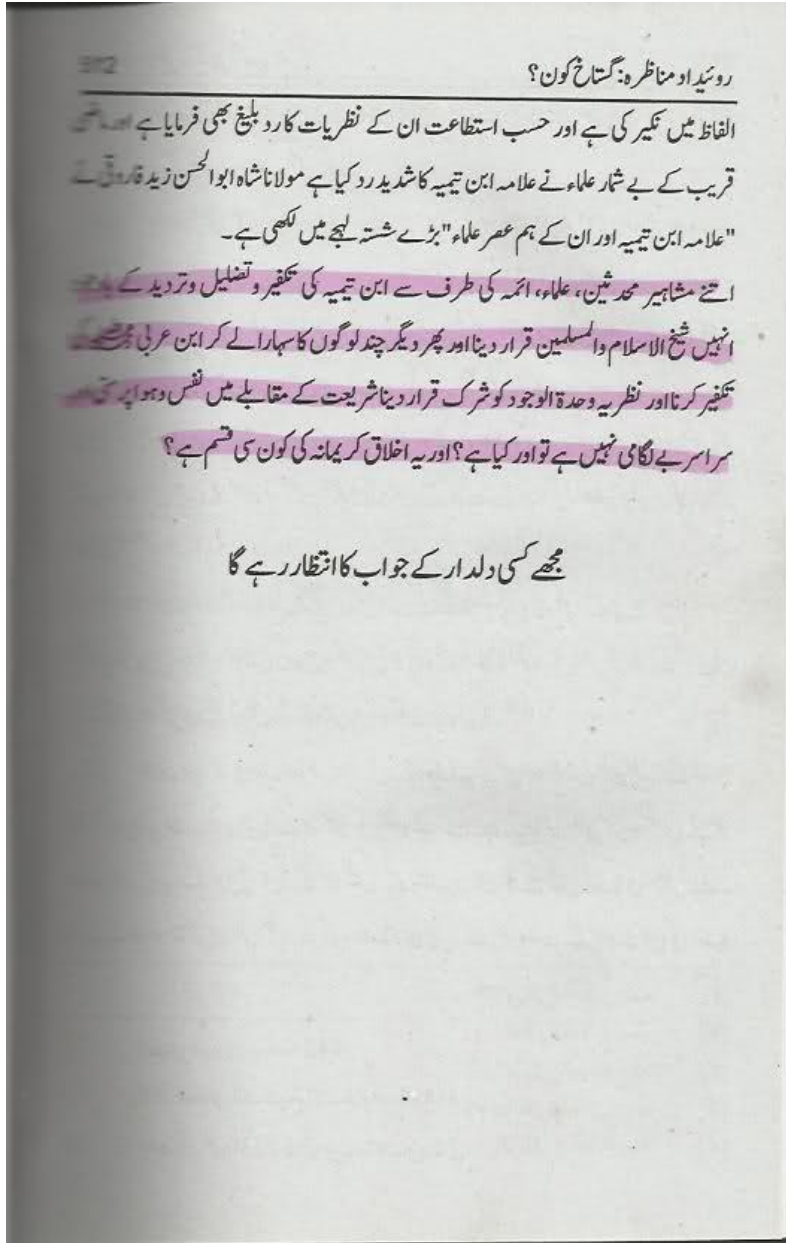 روئیداد مناظرہ: گستاخ کون؟
الفاظ میں نکیر کی ہے اور حسب استطاعت ان کے نظریات کا رد بلیغ بھی فرمایا ہے اور ماضی
قریب کے بے شمار علماء نے علامہ ابن تیمیہ کا شدید رد کیا ہے مولانا شاہ ابوالحسن زید فاروقی نے
"علامہ ابن تیمیہ اور ان کے ہم عصر علماء" بڑے شستہ لہجے میں لکھی ہے۔
اتنے مشاہیر محدثین، علماء، ائمہ کی طرف سے ابن تیمیہ کی تکفیر و تضلیل و تردید کے باوجود
انہیں شیخ الاسلام والمسلمین قرار دینا اور پھر دیگر چند لوگوں کا سہارا لے کر ابن عربی
تکفیر کرنا اور نظریہ وحدۃ الوجود کو شرک قرار دینا شریعت کے مقابلے میں نفس و ہوا پرستی اور
سراسر بے لگامی نہیں ہے تو اور کیا ہے؟ اور یہ اخلاق کریمانہ کی کون سی قسم ہے؟
مجھے کسی دلدار کے جواب کا انتظار رہے گا